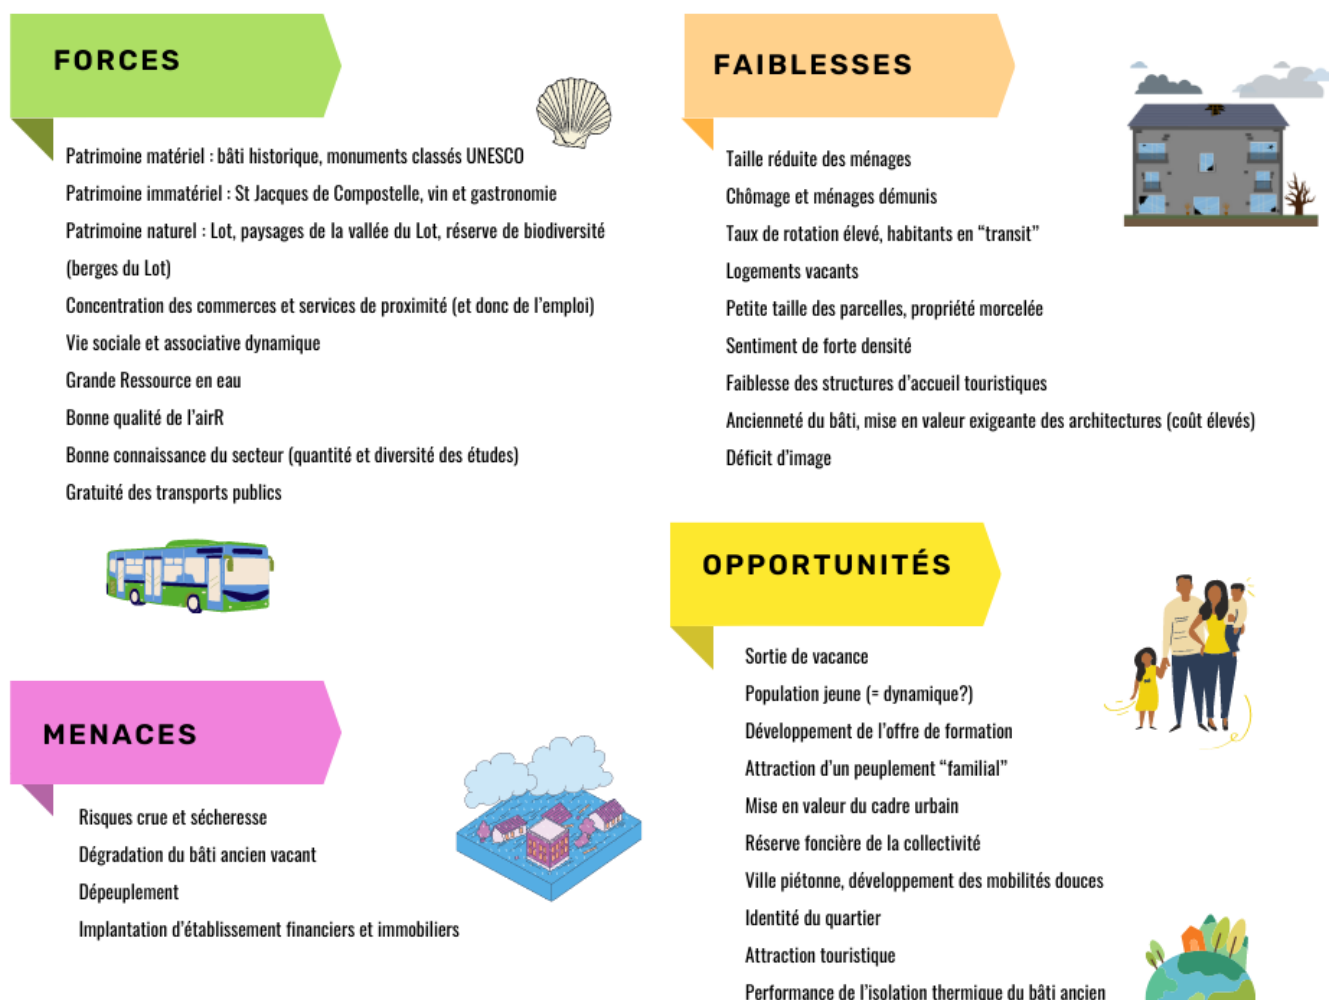 FORCES
Patrimoine matériel : bâti historique, monuments classés UNESCO
Patrimoine immatériel : St Jacques de Compostelle, vin et gastronomie
Patrimoine naturel : Lot, paysages de la vallée du Lot, réserve de biodiversité
(berges du Lot)
Concentration des commerces et services de proximité (et donc de l'emploi)
Vie sociale et associative dynamique
Grande Ressource en eau
Bonne qualité de l'airR
Bonne connaissance du secteur (quantité et diversité des études)
Gratuité des transports publics
FAIBLESSES
Taille réduite des ménages
Chômage et ménages démunis
Taux de rotation élevé, habitants en “transit”
Logements vacants
Petite taille des parcelles, propriété morcelée
Sentiment de forte densité
Faiblesse des structures d'accueil touristiques
Ancienneté du bâti, mise en valeur exigeante des architectures (coût élevés)
Déficit d'image
MENACES
Risques crue et sécheresse
Dégradation du bâti ancien vacant
Dépeuplement
Implantation d'établissement financiers et immobiliers
OPPORTUNITÉS
Sortie de vacance
Population jeune (= dynamique?)
Développement de l'offre de formation
Attraction d'un peuplement “familial”
Mise en valeur du cadre urbain
Réserve foncière de la collectivité
Ville piétonne, développement des mobilités douces
Identité du quartier
Attraction touristique
Performance de l'isolation thermique du bâti ancien